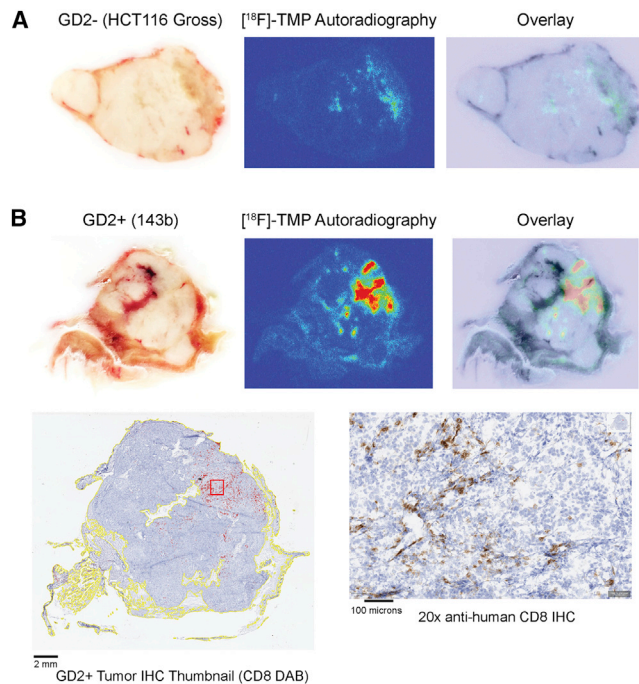 A
GD2- (HCT116 Gross)
[¹⁸F]-TMP Autoradiography
Overlay
B
GD2+ (143b)
[¹⁸F]-TMP Autoradiography
Overlay
2 mm
GD2+ Tumor IHC Thumbnail (CD8 DAB)
100 microns
20x anti-human CD8 IHC